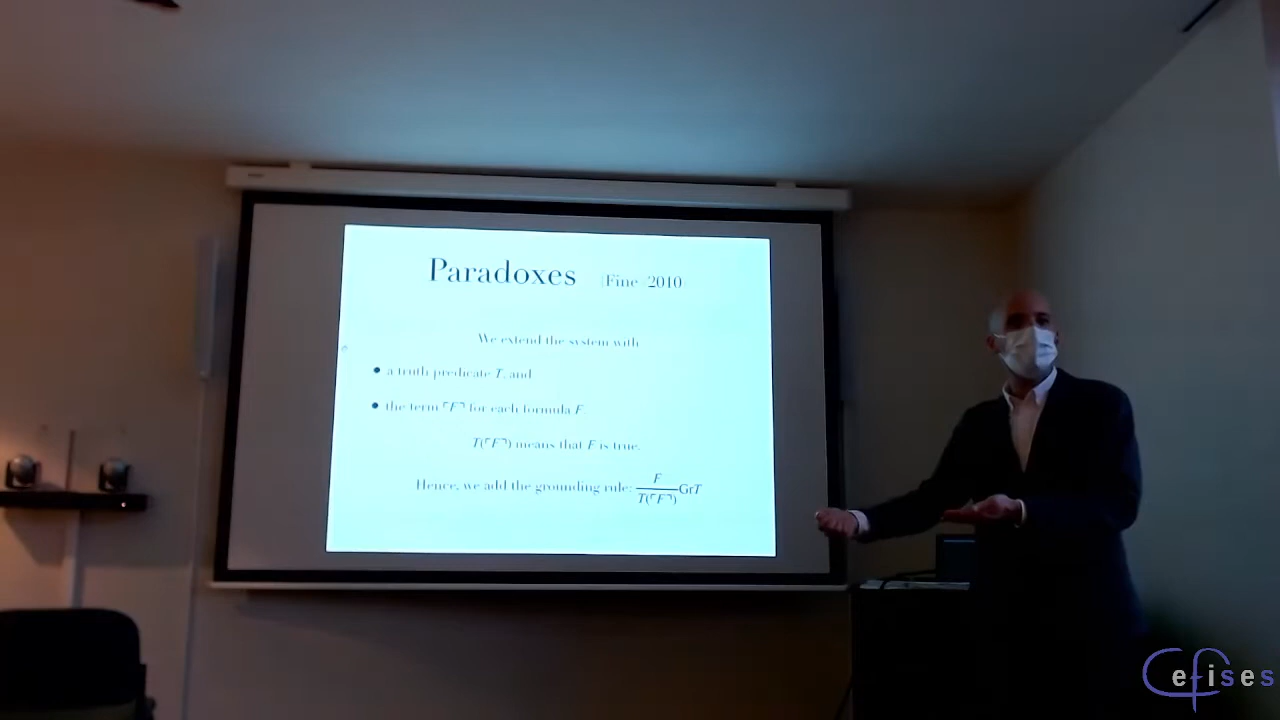 Paradoxes [Fine 2010]
We extend the system with
• a truth predicate T, and
• the term ⌜F⌝ for each formula F.
T(⌜F⌝) means that F is true.
Hence, we add the grounding rule: F / T(⌜F⌝) GrT
Cefises